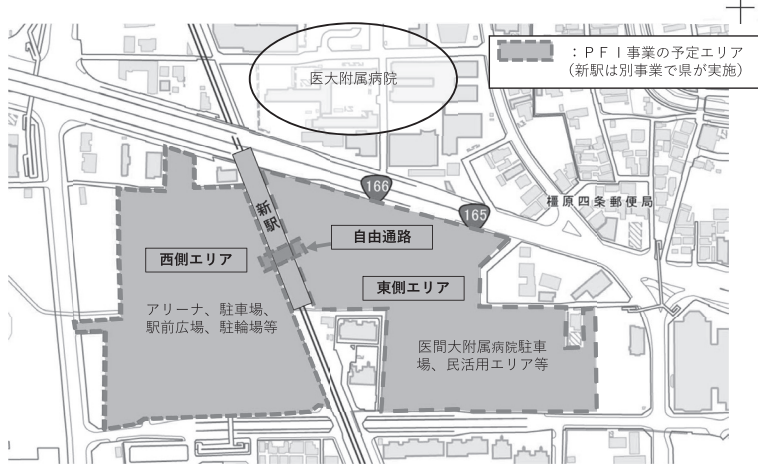 医大附属病院
：ＰＦＩ事業の予定エリア
(新駅は別事業で県が実施)
166
165
橿原四条郵便局
新駅
自由通路
西側エリア
東側エリア
アリーナ、駐車場、
駅前広場、駐輪場等
医間大附属病院駐車
場、民活用エリア等